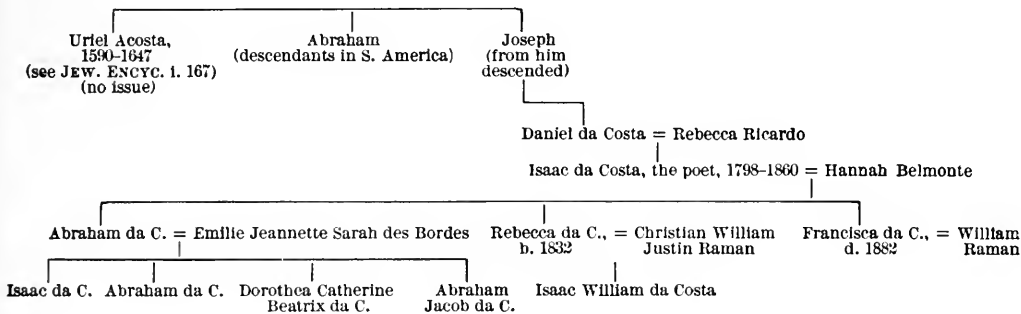 Uriel Acosta,
1590–1647
(see JEW. ENCYC. i. 167)
(no issue)
Abraham
(descendants in S. America)
Joseph
(from him
descended)
Daniel da Costa = Rebecca Ricardo
Isaac da Costa, the poet, 1798–1860 = Hannah Belmonte
Abraham da C. = Emilie Jeannette Sarah des Bordes
Rebecca da C., = Christian William
b. 1832 Justin Raman
Francisca da C., = William
d. 1882 Raman
Isaac da C.
Abraham da C.
Dorothea Catherine
Beatrix da C.
Abraham
Jacob da C.
Isaac William da Costa